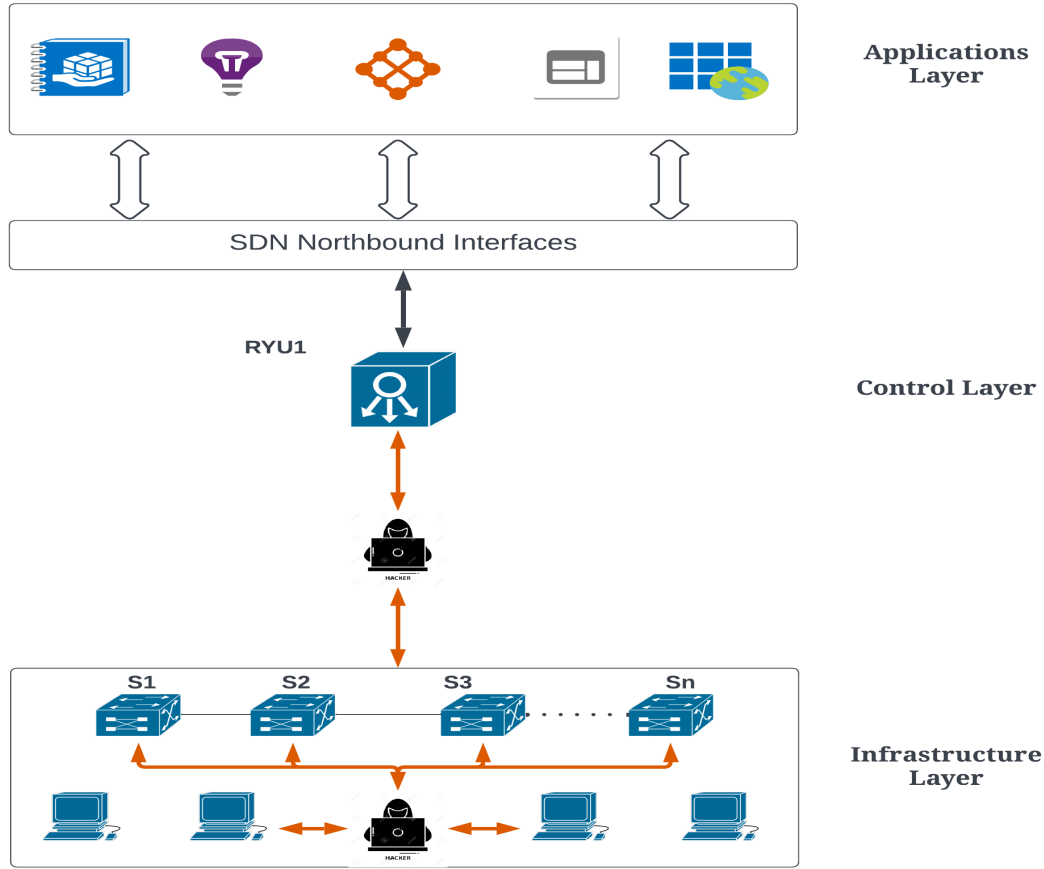 Applications
Layer
SDN Northbound Interfaces
RYU1
Control Layer
HACKER
S1
S2
S3
Sn
Infrastructure
Layer
HACKER